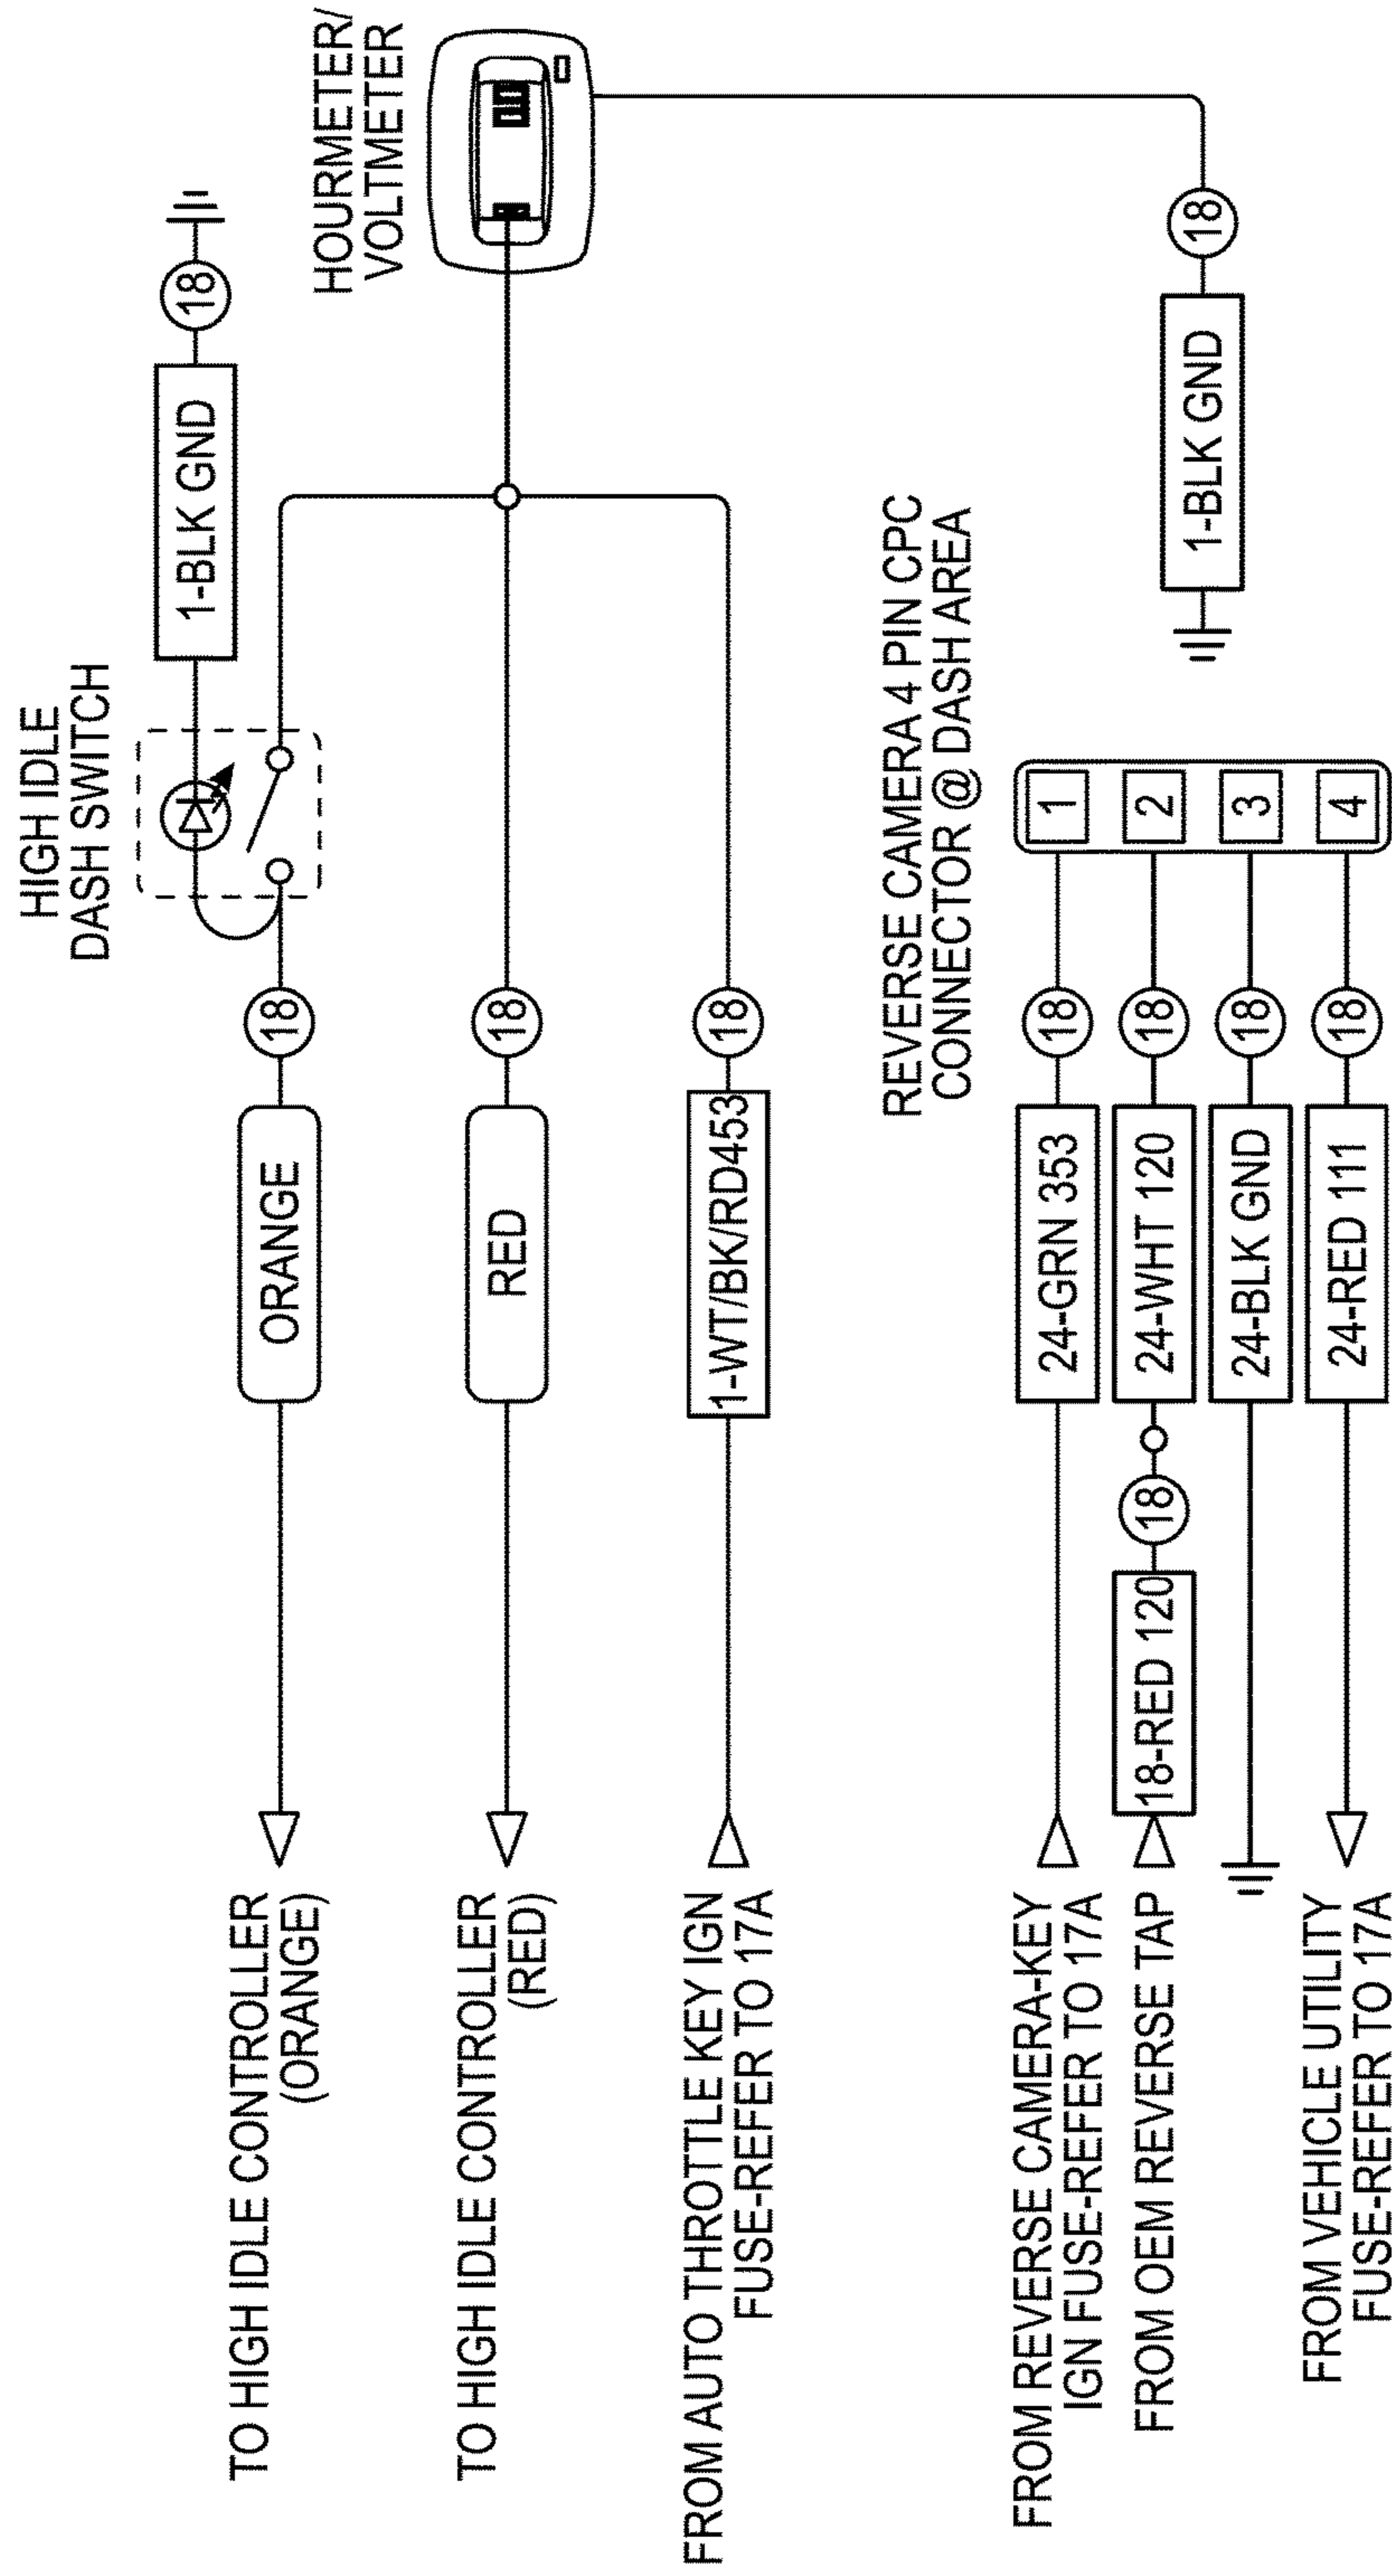 HIGH IDLE
DASH SWITCH
TO HIGH IDLE CONTROLLER
(ORANGE)
ORANGE
18
1-BLK GND
18
HOURMETER/
VOLTMETER
TO HIGH IDLE CONTROLLER
(RED)
RED
18
FROM AUTO THROTTLE KEY IGN
FUSE-REFER TO 17A
1-WT/BK/RD453
18
REVERSE CAMERA 4 PIN CPC
CONNECTOR @ DASH AREA
FROM REVERSE CAMERA-KEY
IGN FUSE-REFER TO 17A
24-GRN 353
18
1
FROM OEM REVERSE TAP
18-RED 120
18
24-WHT 120
18
2
24-BLK GND
18
3
FROM VEHICLE UTILITY
FUSE-REFER TO 17A
24-RED 111
18
4
1-BLK GND
18